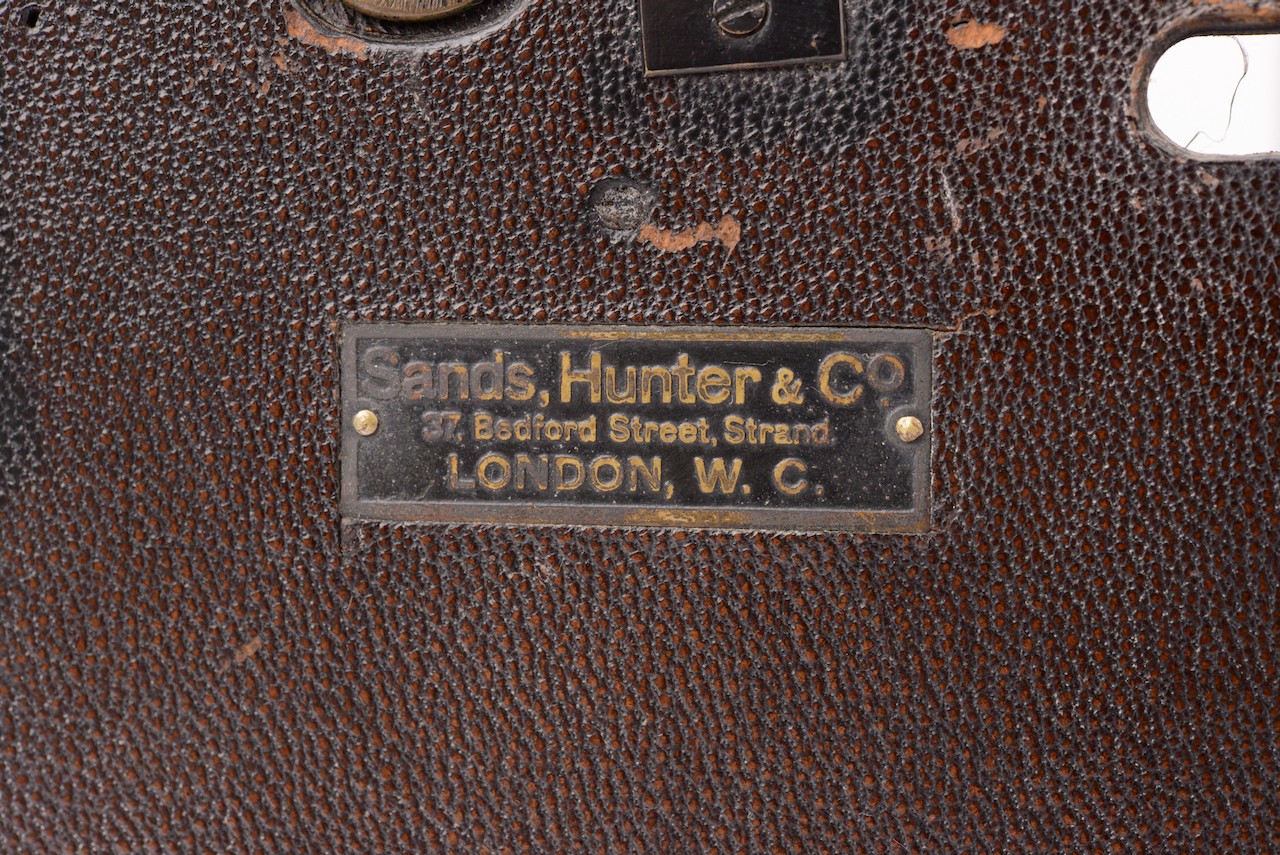 Sands, Hunter & Co.
37, Bedford Street, Strand.
LONDON, W. C.